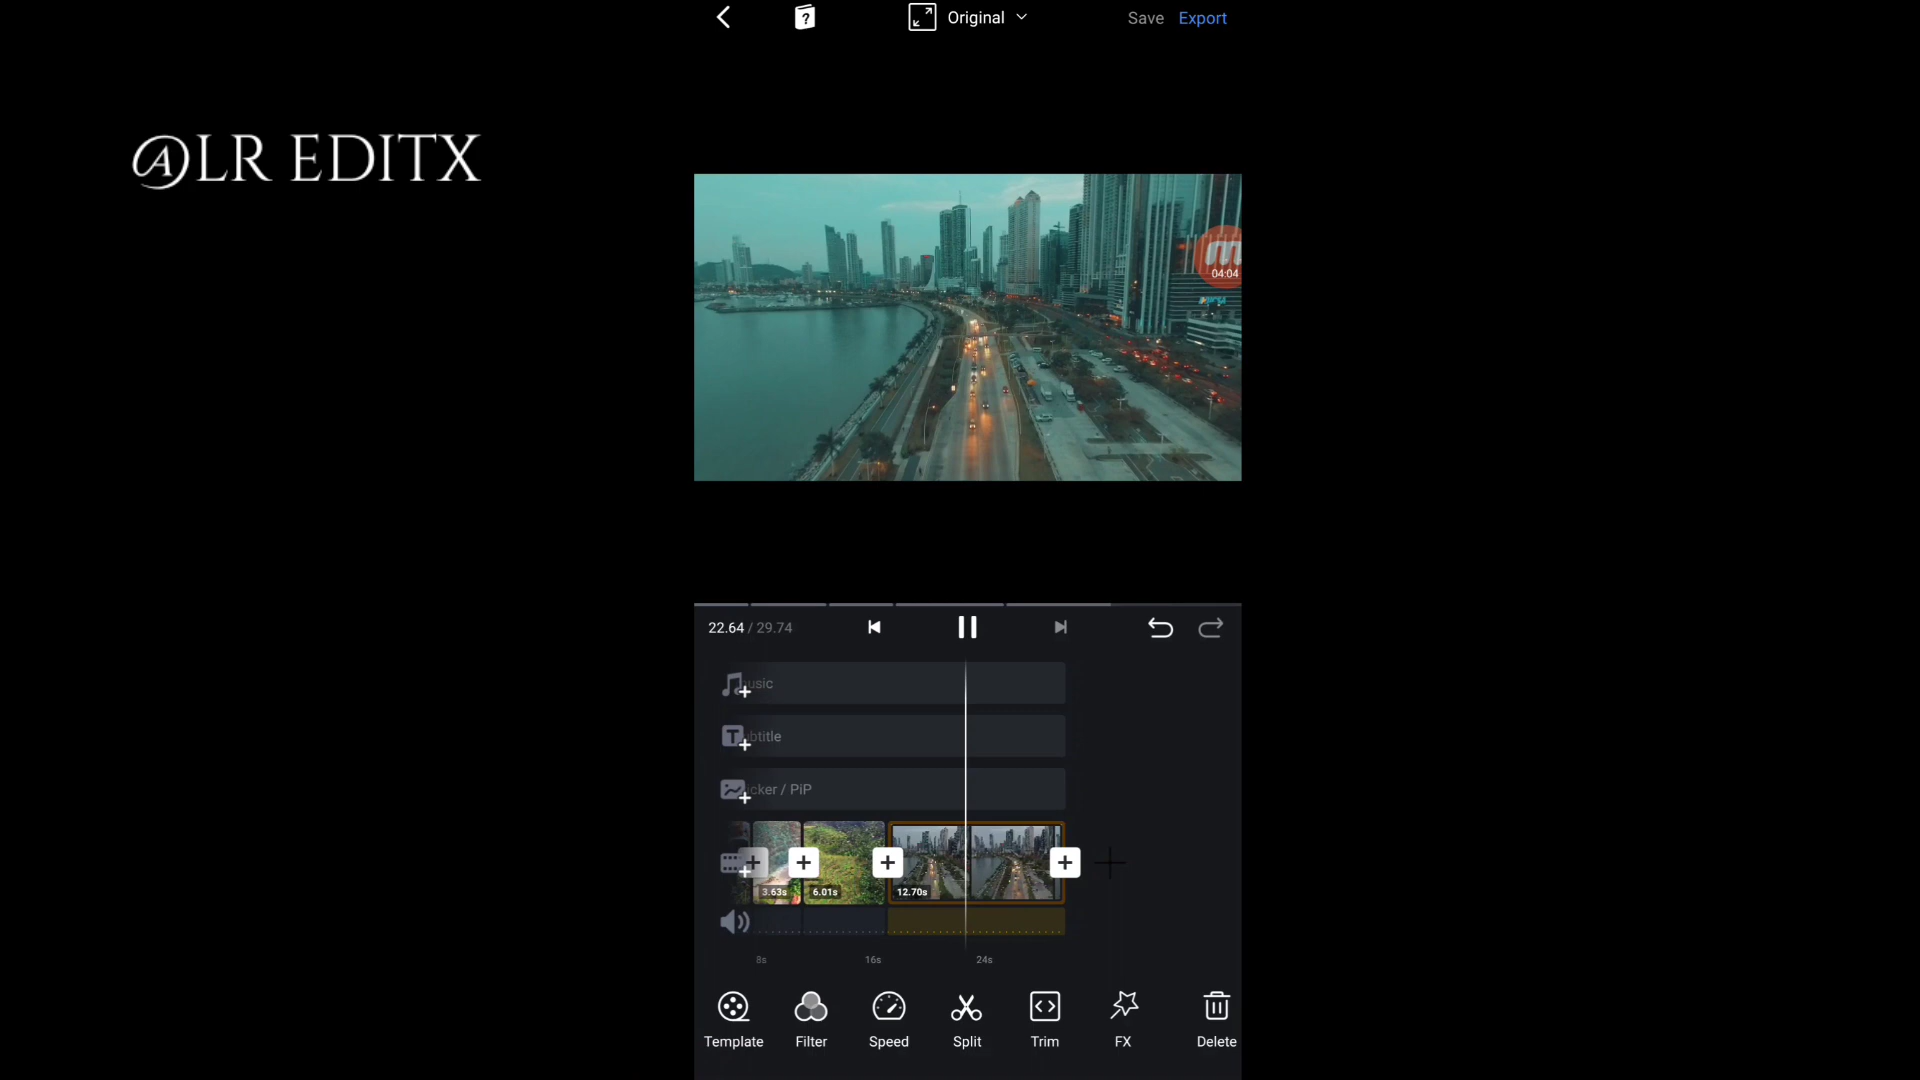 Original
Save
Export
@LR EDITX
04:04
22.64 / 29.74
usic
btitle
icker / PiP
3.63s
6.01s
12.70s
8s
16s
24s
Template
Filter
Speed
Split
Trim
FX
Delete